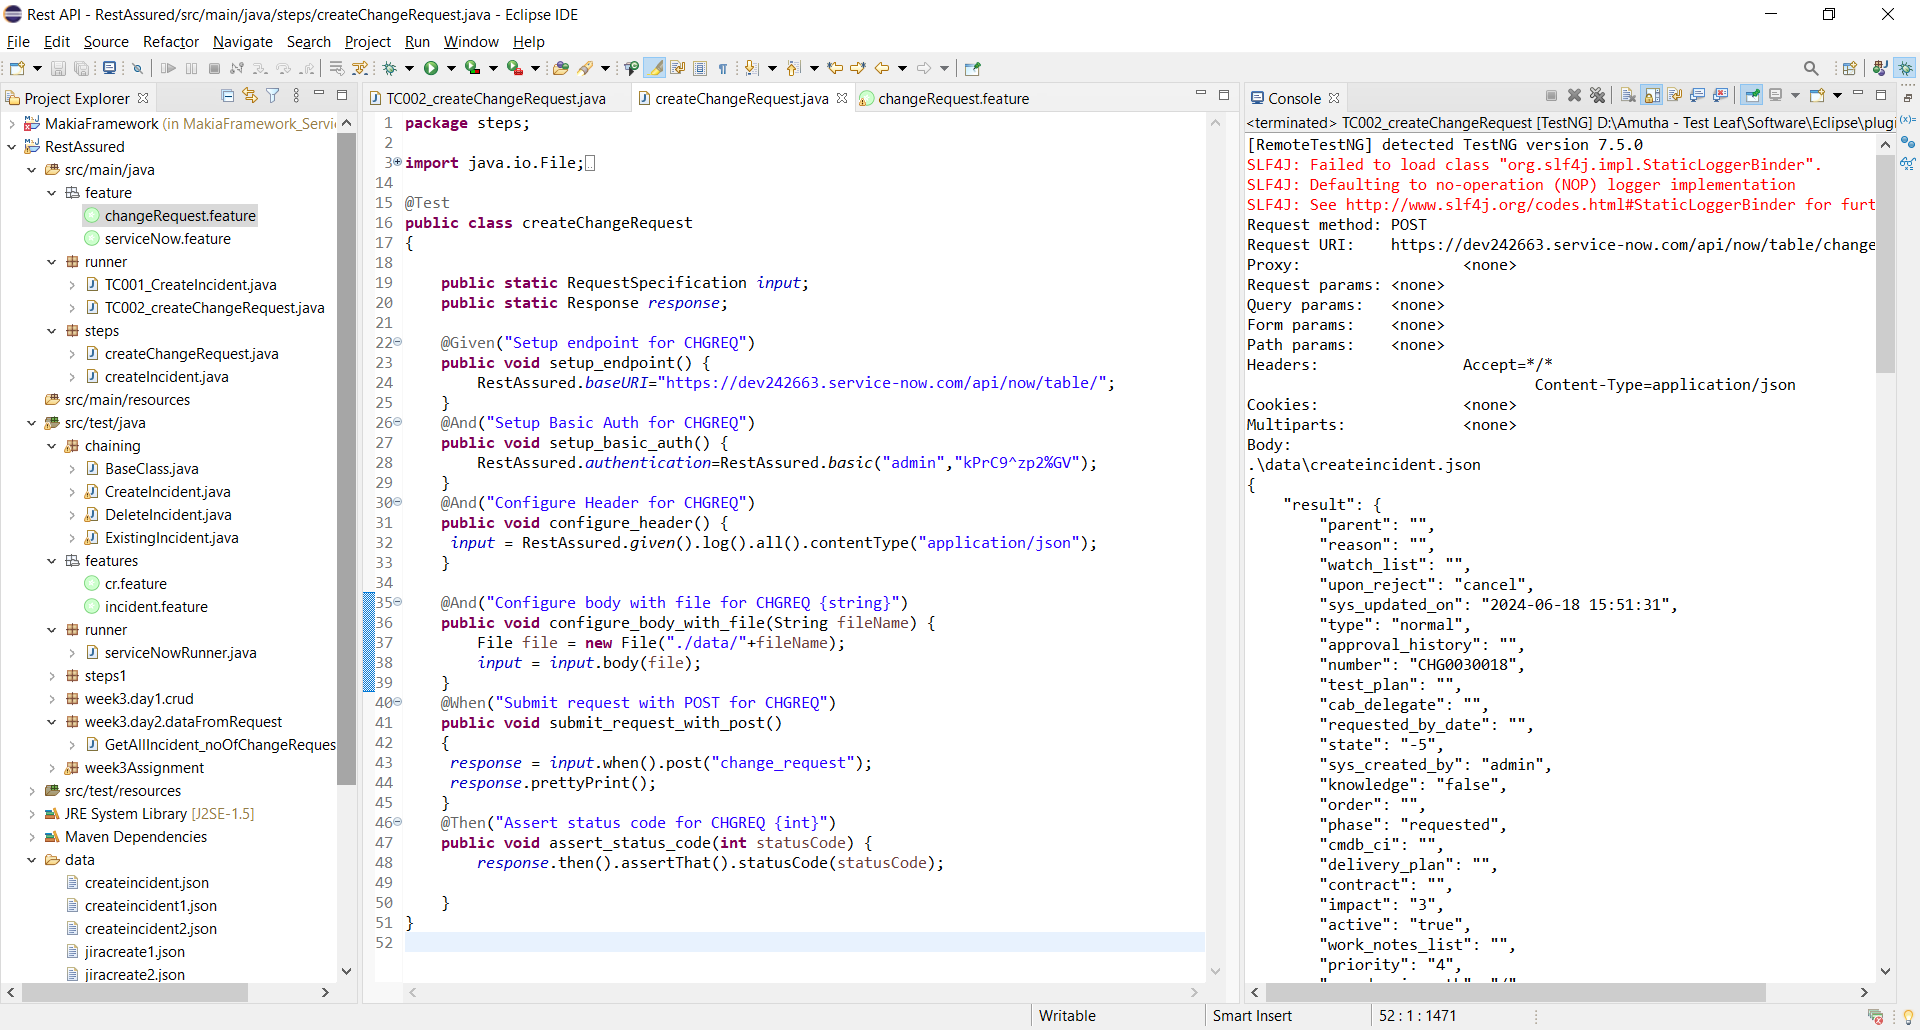 Rest API - RestAssured/src/main/java/steps/createChangeRequest.java - Eclipse IDE
File Edit Source Refactor Navigate Search Project Run Window Help
Project Explorer
MakiaFramework (in MakiaFramework_Servi
RestAssured
src/main/java
feature
changeRequest.feature
serviceNow.feature
runner
TC001_CreateIncident.java
TC002_createChangeRequest.java
steps
createChangeRequest.java
createIncident.java
src/main/resources
src/test/java
chaining
BaseClass.java
CreateIncident.java
DeleteIncident.java
ExistingIncident.java
features
cr.feature
incident.feature
runner
serviceNowRunner.java
steps1
week3.day1.crud
week3.day2.dataFromRequest
GetAllIncident_noOfChangeReques
week3Assignment
src/test/resources
JRE System Library [J2SE-1.5]
Maven Dependencies
data
createincident.json
createincident1.json
createincident2.json
jiracreate1.json
jiracreate2.json
TC002_createChangeRequest.java createChangeRequest.java changeRequest.feature
1 package steps;
2
3 import java.io.File;
14
15 @Test
16 public class createChangeRequest
17 {
18
19 public static RequestSpecification input;
20 public static Response response;
21
22 @Given("Setup endpoint for CHGREQ")
23 public void setup_endpoint() {
24 RestAssured.baseURI="https://dev242663.service-now.com/api/now/table/";
25 }
26 @And("Setup Basic Auth for CHGREQ")
27 public void setup_basic_auth() {
28 RestAssured.authentication=RestAssured.basic("admin","kPrC9^zp2%GV");
29 }
30 @And("Configure Header for CHGREQ")
31 public void configure_header() {
32 input = RestAssured.given().log().all().contentType("application/json");
33 }
34
35 @And("Configure body with file for CHGREQ {string}")
36 public void configure_body_with_file(String fileName) {
37 File file = new File("./data/"+fileName);
38 input = input.body(file);
39 }
40 @When("Submit request with POST for CHGREQ")
41 public void submit_request_with_post()
42 {
43 response = input.when().post("change_request");
44 response.prettyPrint();
45 }
46 @Then("Assert status code for CHGREQ {int}")
47 public void assert_status_code(int statusCode) {
48 response.then().assertThat().statusCode(statusCode);
49
50 }
51 }
52
Console
<terminated> TC002_createChangeRequest [TestNG] D:\Amutha - Test Leaf\Software\Eclipse\plugi
[RemoteTestNG] detected TestNG version 7.5.0
SLF4J: Failed to load class "org.slf4j.impl.StaticLoggerBinder".
SLF4J: Defaulting to no-operation (NOP) logger implementation
SLF4J: See http://www.slf4j.org/codes.html#StaticLoggerBinder for furt
Request method: POST
Request URI: https://dev242663.service-now.com/api/now/table/change
Proxy: <none>
Request params: <none>
Query params: <none>
Form params: <none>
Path params: <none>
Headers: Accept=*/*
Content-Type=application/json
Cookies: <none>
Multiparts: <none>
Body:
.\data\createincident.json
{
"result": {
"parent": "",
"reason": "",
"watch_list": "",
"upon_reject": "cancel",
"sys_updated_on": "2024-06-18 15:51:31",
"type": "normal",
"approval_history": "",
"number": "CHG0030018",
"test_plan": "",
"cab_delegate": "",
"requested_by_date": "",
"state": "-5",
"sys_created_by": "admin",
"knowledge": "false",
"order": "",
"phase": "requested",
"cmdb_ci": "",
"delivery_plan": "",
"contract": "",
"impact": "3",
"active": "true",
"work_notes_list": "",
"priority": "4",
Writable Smart Insert 52 : 1 : 1471